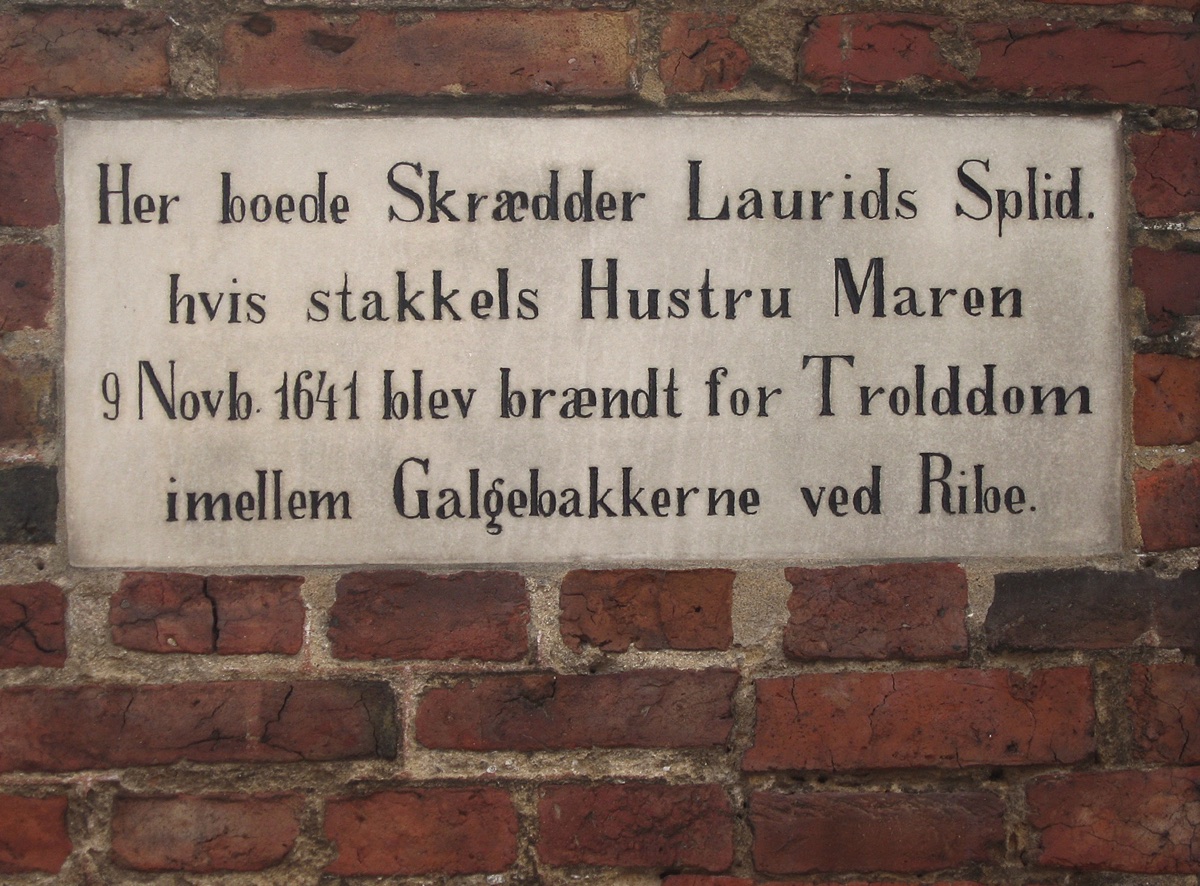 Her boede Skrædder Laurids Splid.
hvis stakkels Hustru Maren
9 Novb. 1641 blev brændt for Trolddom
imellem Galgebakkerne ved Ribe.